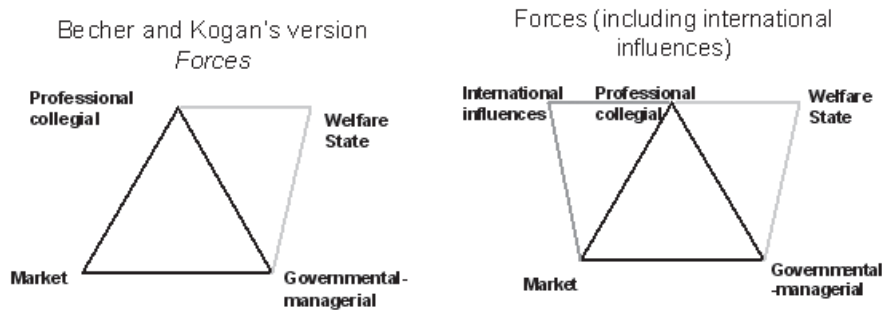 Becher and Kogan's version
Forces
Professional
collegial
Welfare
State
Market
Governmental-
managerial
Forces (including international
influences)
International
influences
Professional
collegial
Welfare
State
Market
Governmental
-managerial